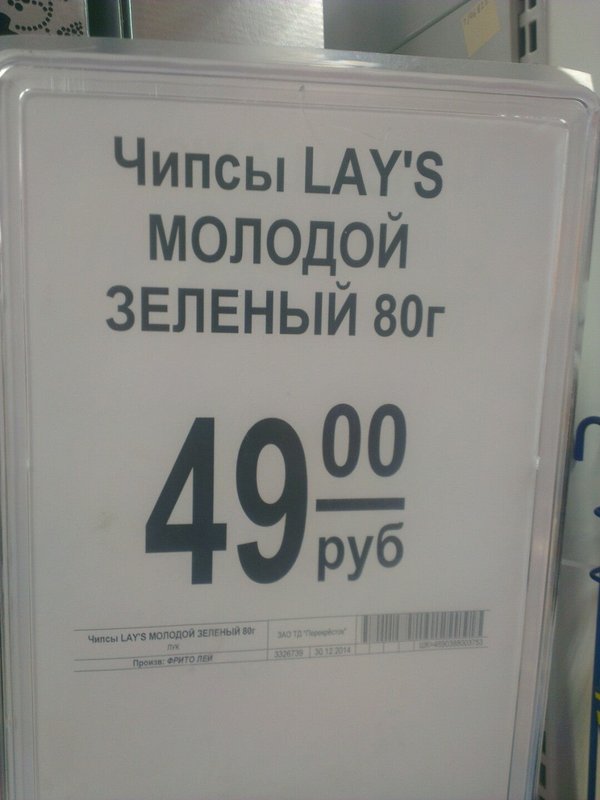 Чипсы LAY'S
МОЛОДОЙ
ЗЕЛЕНЫЙ 80г
49 00
руб
Чипсы LAY'S МОЛОДОЙ ЗЕЛЕНЫЙ 80г
ЛУК
Произв: ФРИТО ЛЕЙ
ЗАО ТД "Перекрёсток"
3326739 30.12.2014